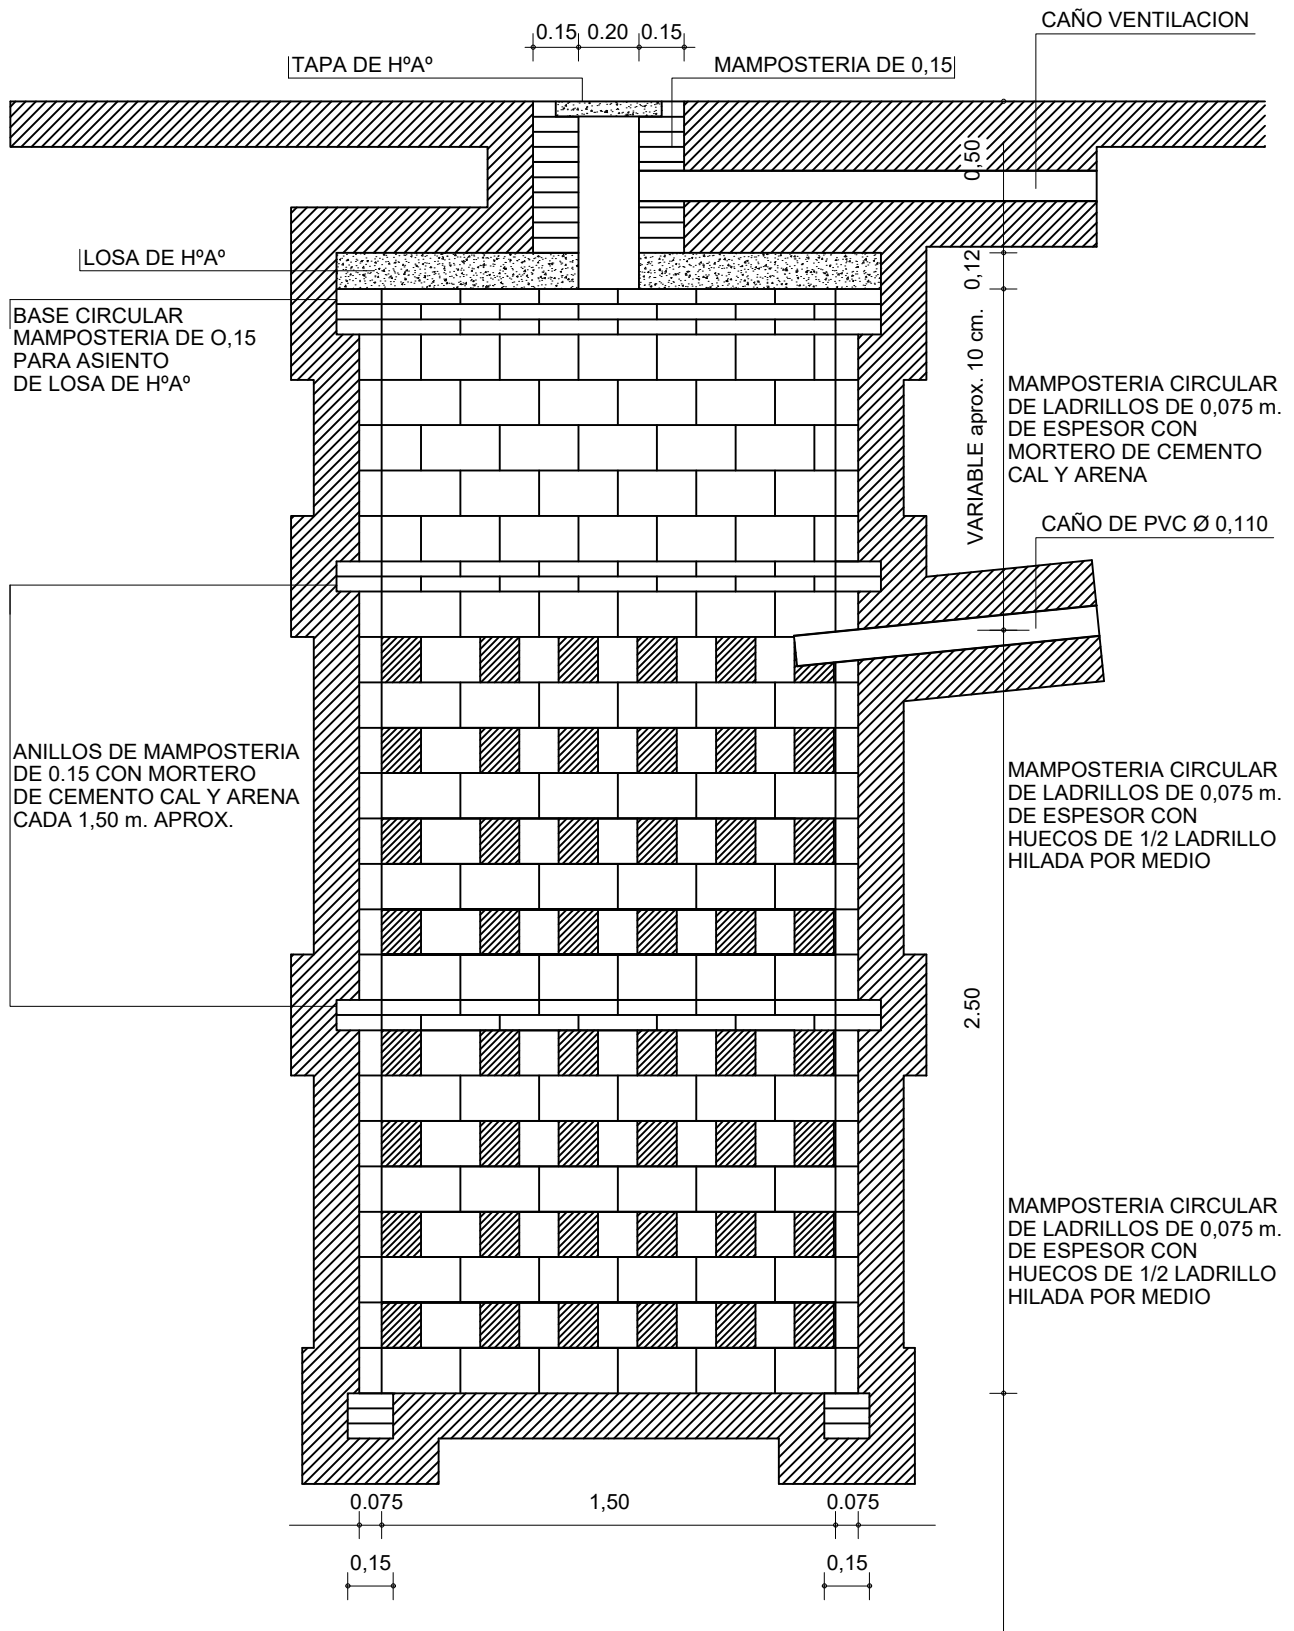 CAÑO VENTILACION
0.15 0.20 0.15
TAPA DE HºAº
MAMPOSTERIA DE 0,15
0,50
LOSA DE HºAº
0,12
BASE CIRCULAR
MAMPOSTERIA DE O,15
PARA ASIENTO
DE LOSA DE HºAº
VARIABLE aprox. 10 cm.
MAMPOSTERIA CIRCULAR
DE LADRILLOS DE 0,075 m.
DE ESPESOR CON
MORTERO DE CEMENTO
CAL Y ARENA
CAÑO DE PVC Ø 0,110
ANILLOS DE MAMPOSTERIA
DE 0.15 CON MORTERO
DE CEMENTO CAL Y ARENA
CADA 1,50 m. APROX.
MAMPOSTERIA CIRCULAR
DE LADRILLOS DE 0,075 m.
DE ESPESOR CON
HUECOS DE 1/2 LADRILLO
HILADA POR MEDIO
2.50
MAMPOSTERIA CIRCULAR
DE LADRILLOS DE 0,075 m.
DE ESPESOR CON
HUECOS DE 1/2 LADRILLO
HILADA POR MEDIO
0.075 1,50 0.075
0,15 0,15